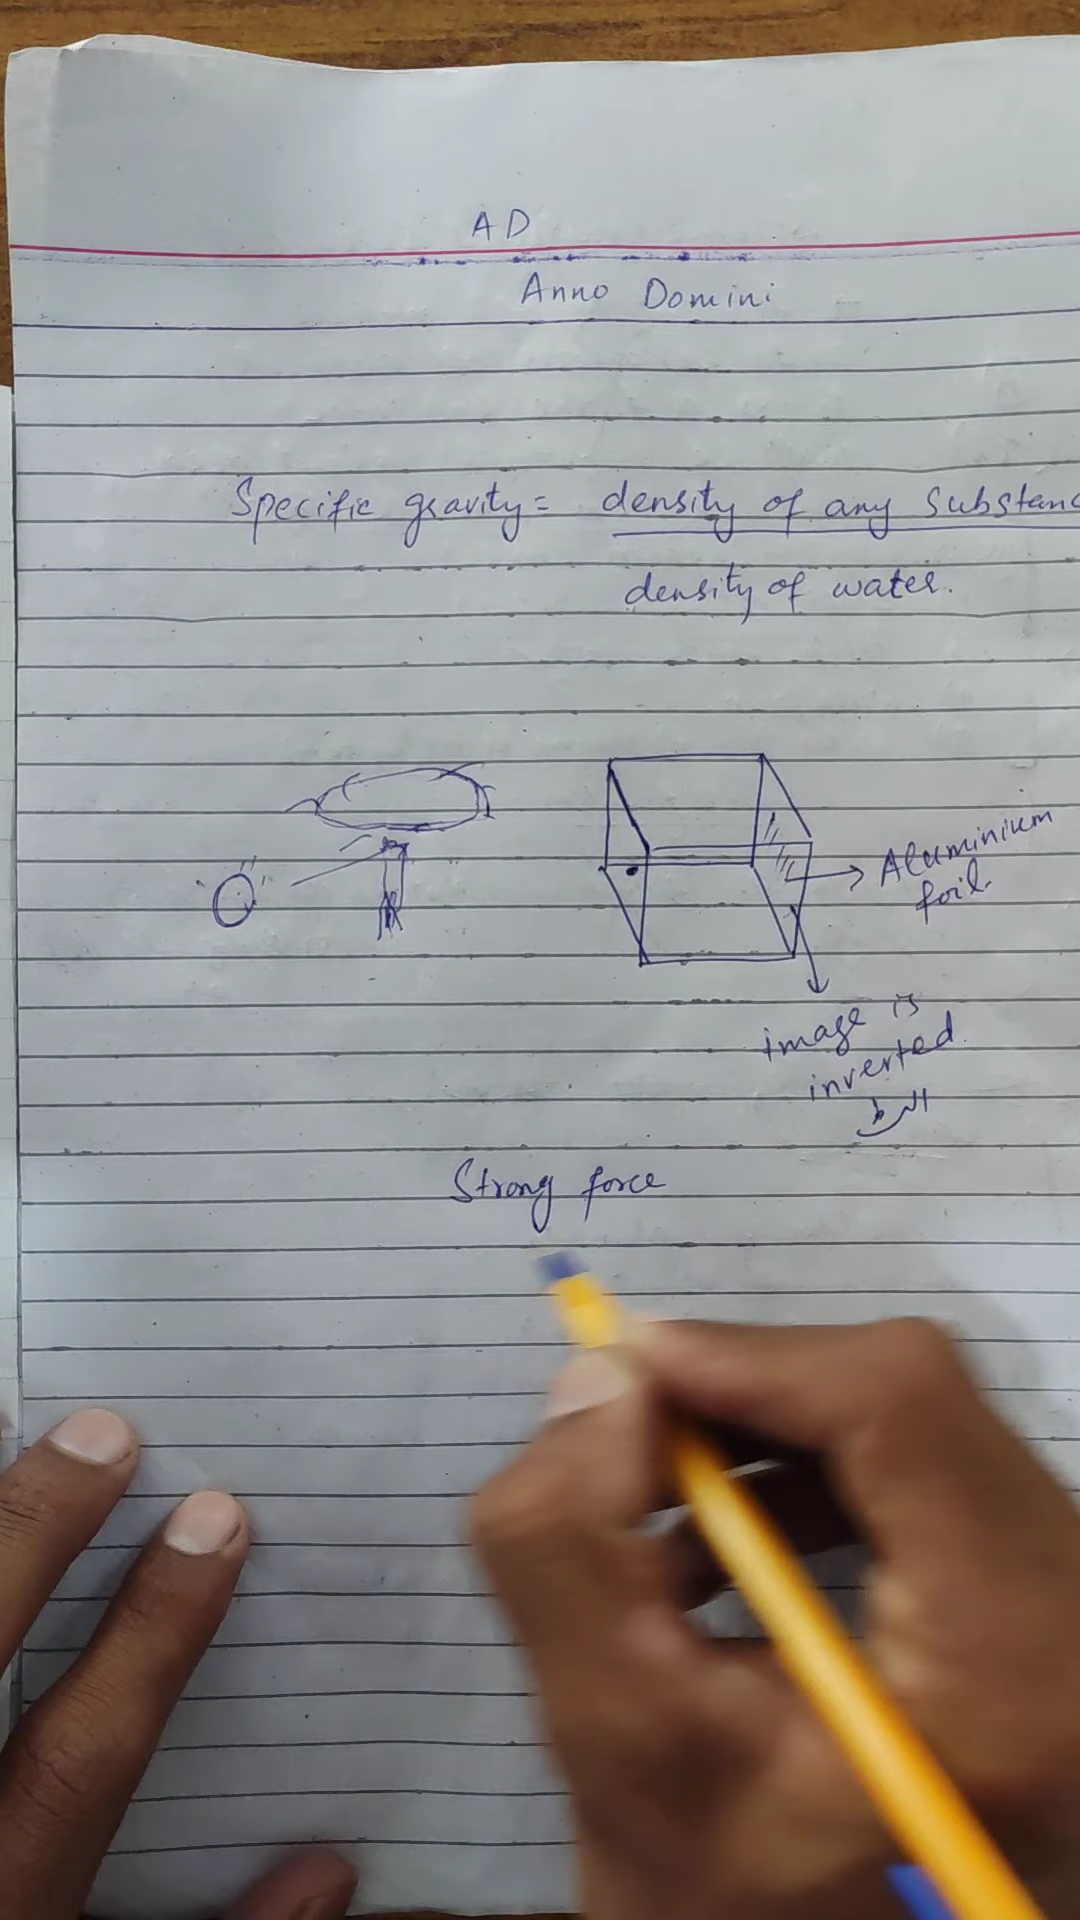 AD
Anno Domini
Specific gravity = density of any Substanc
density of water.
Aluminium
foil.
image is
inverted
Strong force